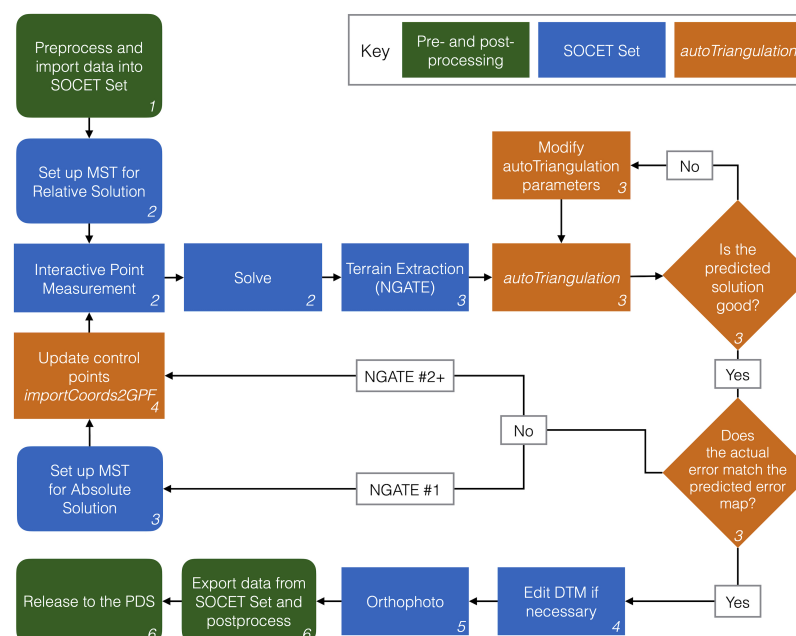 Key
Pre- and post-
processing
SOCET Set
autoTriangulation
Preprocess and
import data into
SOCET Set
1
Set up MST for
Relative Solution
2
Interactive Point
Measurement
2
Solve
2
Terrain Extraction
(NGATE)
3
autoTriangulation
3
Modify
autoTriangulation
parameters
3
No
Is the
predicted
solution
good?
3
Yes
Does
the actual
error match the
predicted error
map?
3
No
NGATE #2+
NGATE #1
Update control
points
importCoords2GPF
4
Set up MST
for Absolute
Solution
3
Yes
Edit DTM if
necessary
4
Orthophoto
5
Export data from
SOCET Set and
postprocess
6
Release to the PDS
6